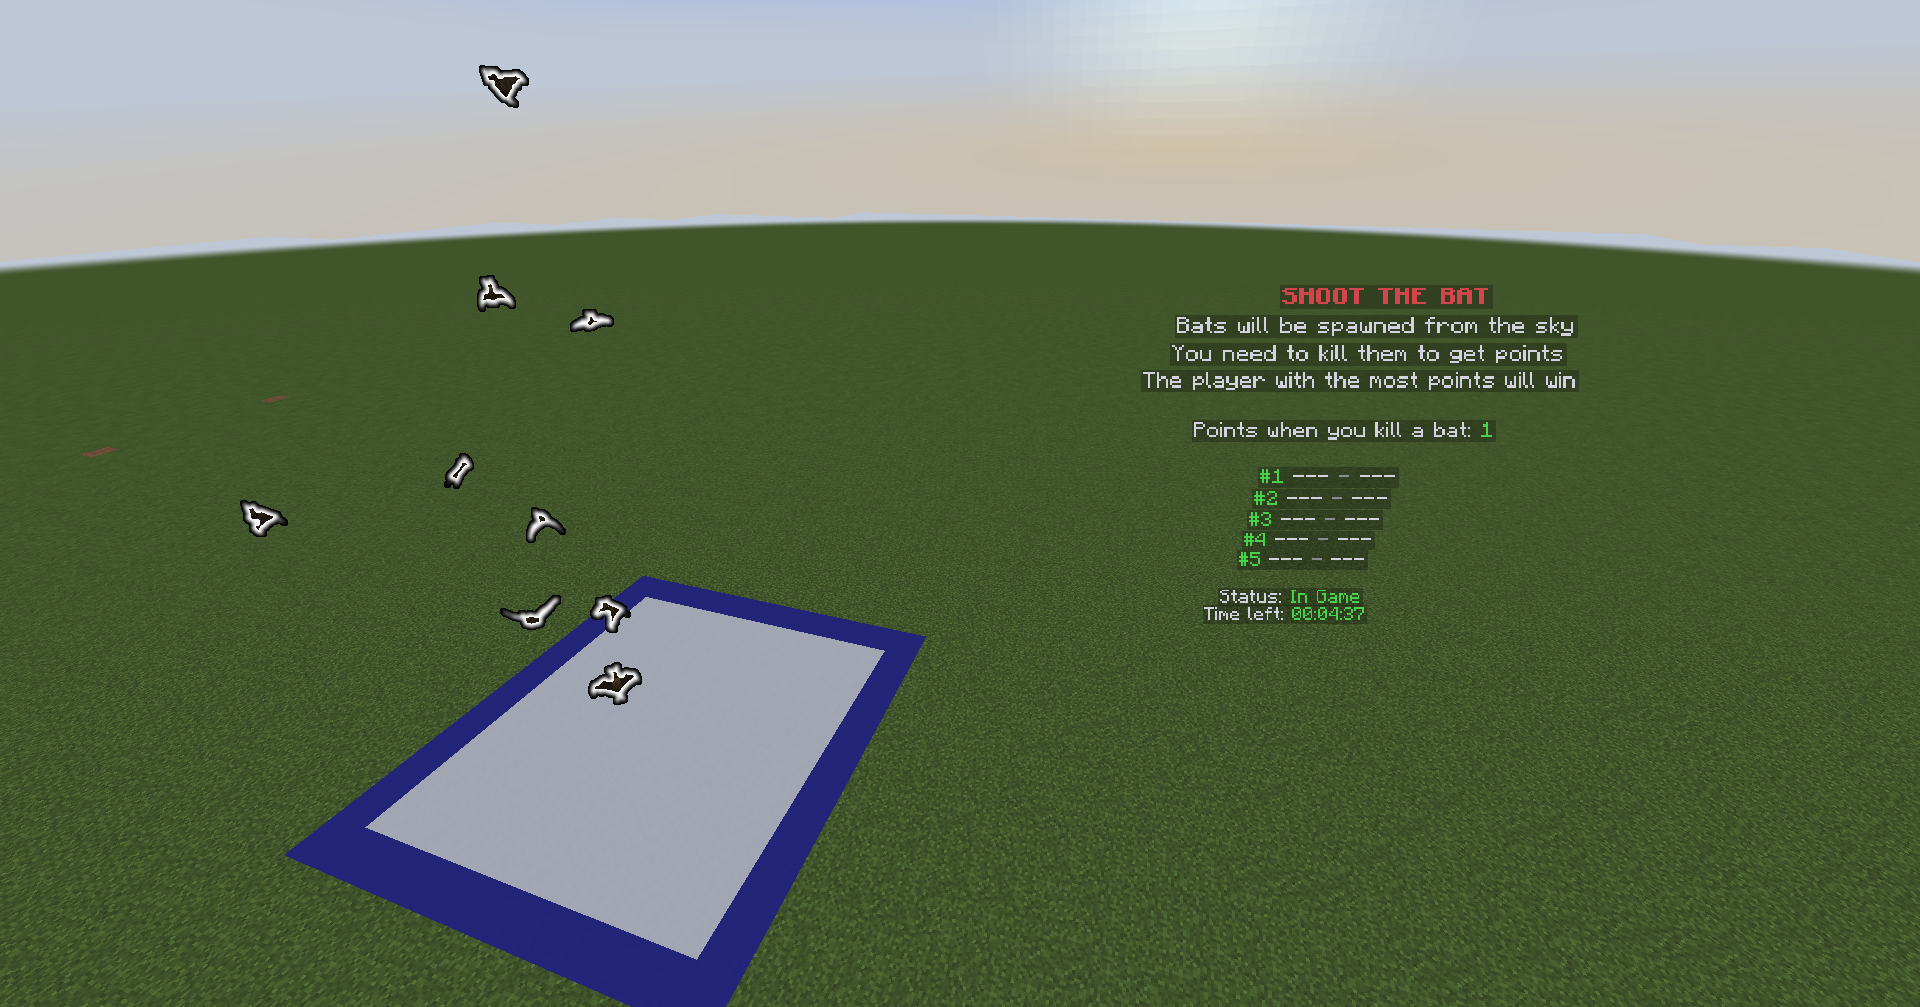 SHOOT THE BAT
Bats will be spawned from the sky
You need to kill them to get points
The player with the most points will win
Points when you kill a bat: 1
#1 --- - ---
#2 --- - ---
#3 --- - ---
#4 --- - ---
#5 --- - ---
Status: In Game
Time left: 00:04:37